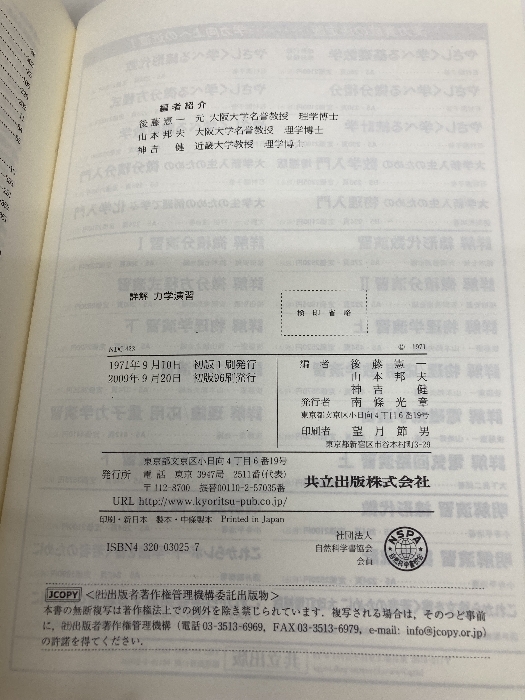 編者紹介
後藤憲一 元 大阪大学名誉教授 理学博士
山本邦夫 大阪大学名誉教授 理学博士
神吉 健 近畿大学教授 理学博士
詳解 力学演習
検印省略
NDC 423
© 1971
1971年9月10日 初版1刷発行
2009年9月20日 初版96刷発行
編者 後藤憲一
山本邦夫
神吉 健
発行者 南條光章
東京都文京区小日向4丁目6番19号
印刷者 望月節男
東京都新宿区市谷本村町3-29
発行所
東京都文京区小日向4丁目6番19号
電話 東京 3947局 2511番(代表)
〒112-8700 振替00110-2-57035番
URL http://www.kyoritsu-pub.co.jp/
共立出版株式会社
印刷・新日本 製本・中條製本 Printed in Japan
ISBN4 320 03025 7
社団法人
自然科学書協会
会員
NSPA
JCOPY <㈳出版者著作権管理機構委託出版物>
本書の無断複写は著作権法上での例外を除き禁じられています．複写される場合は，そのつど事前
に，㈳出版者著作権管理機構（電話 03-3513-6969，FAX 03-3513-6979，e-mail: info@jcopy.or.jp）
の許諾を得てください．